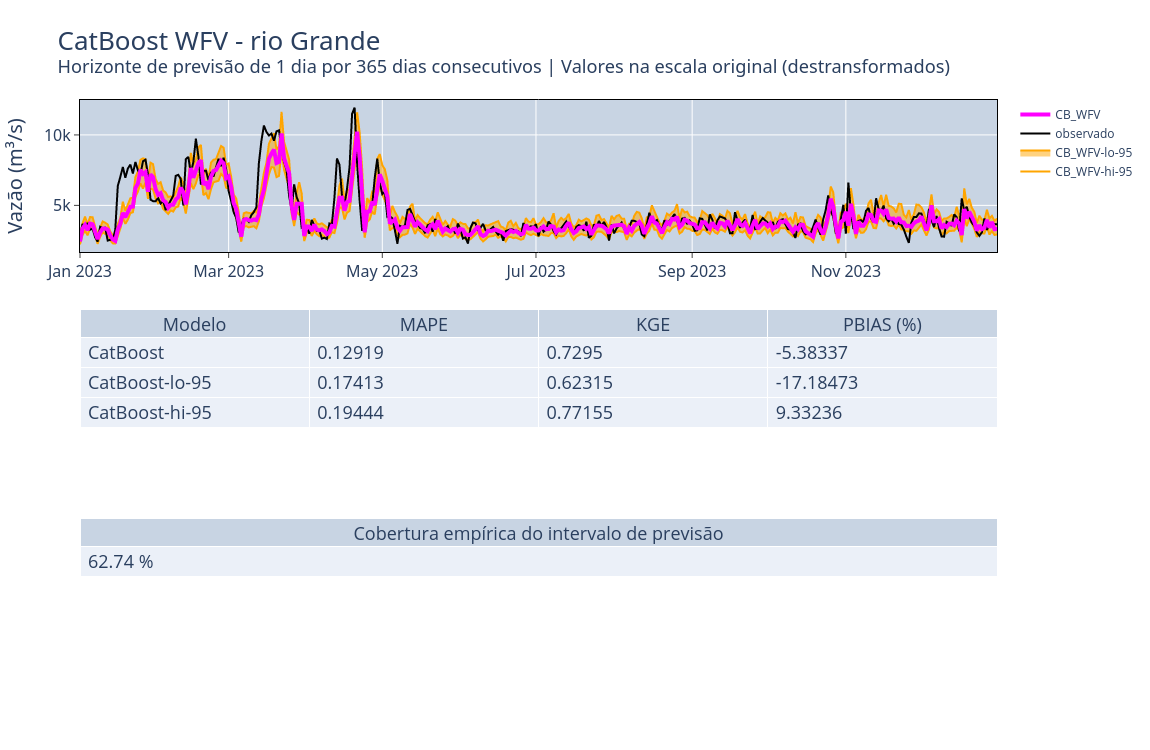 CatBoost WFV - rio Grande
Horizonte de previsão de 1 dia por 365 dias consecutivos | Valores na escala original (destransformados)
Vazão (m³/s)
10k
5k
Jan 2023
Mar 2023
May 2023
Jul 2023
Sep 2023
Nov 2023
CB_WFV
observado
CB_WFV-lo-95
CB_WFV-hi-95
Modelo MAPE KGE PBIAS (%)
CatBoost 0.12919 0.7295 -5.38337
CatBoost-lo-95 0.17413 0.62315 -17.18473
CatBoost-hi-95 0.19444 0.77155 9.33236
Cobertura empírica do intervalo de previsão
62.74 %